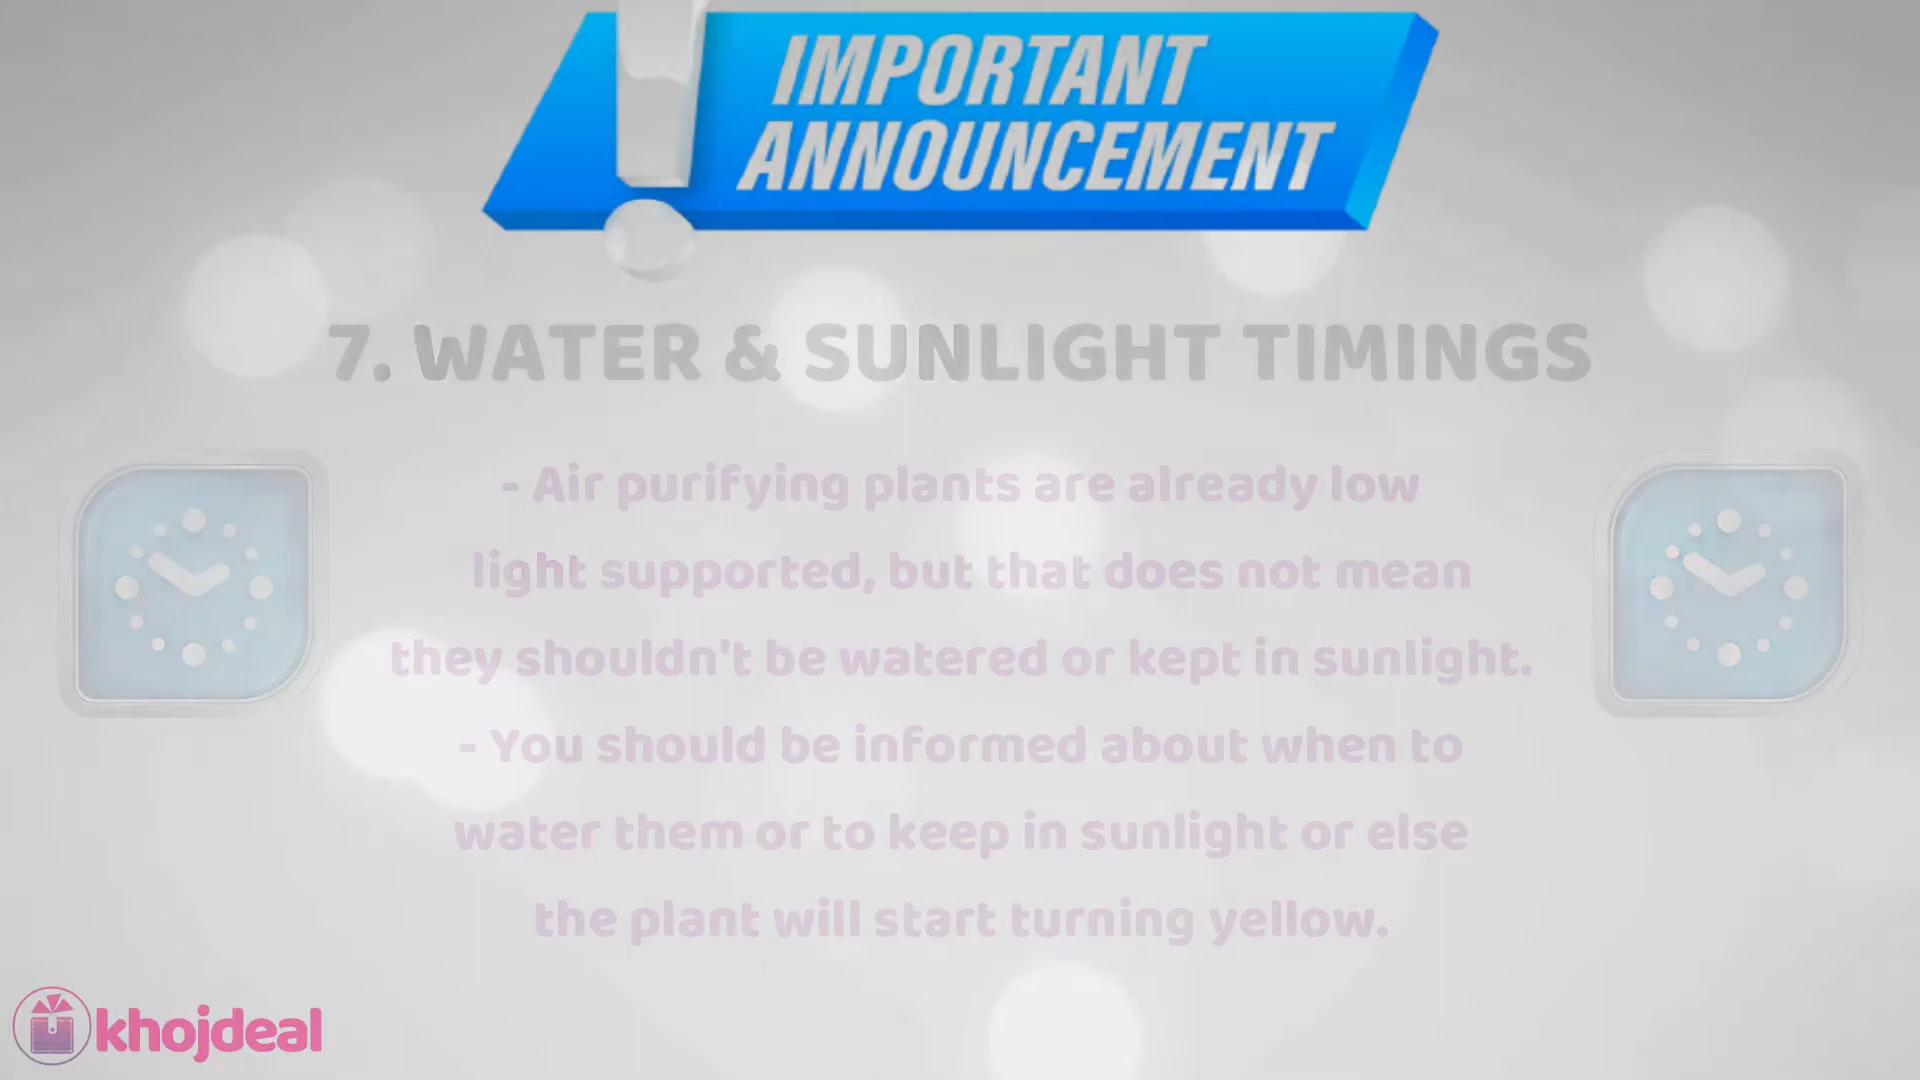 IMPORTANT
ANNOUNCEMENT
7. WATER & SUNLIGHT TIMINGS
- Air purifying plants are already low
light supported, but that does not mean
they shouldn't be watered or kept in sunlight.
- You should be informed about when to
water them or to keep in sunlight or else
the plant will start turning yellow.
khojdeal